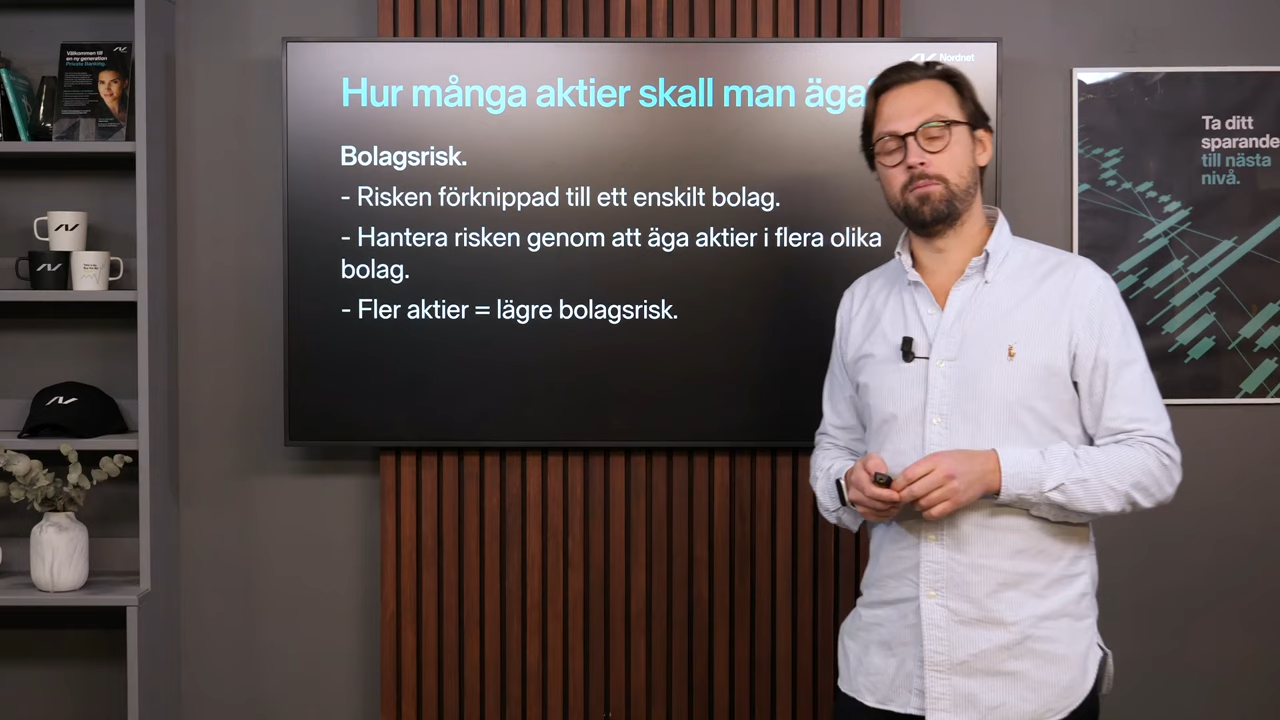 Välkommen till
en ny generation
Private Banking.
Nordnet
Hur många aktier skall man äga
Bolagsrisk.
- Risken förknippad till ett enskilt bolag.
- Hantera risken genom att äga aktier i flera olika
bolag.
- Fler aktier = lägre bolagsrisk.
Ta ditt
sparande
till nästa
nivå.